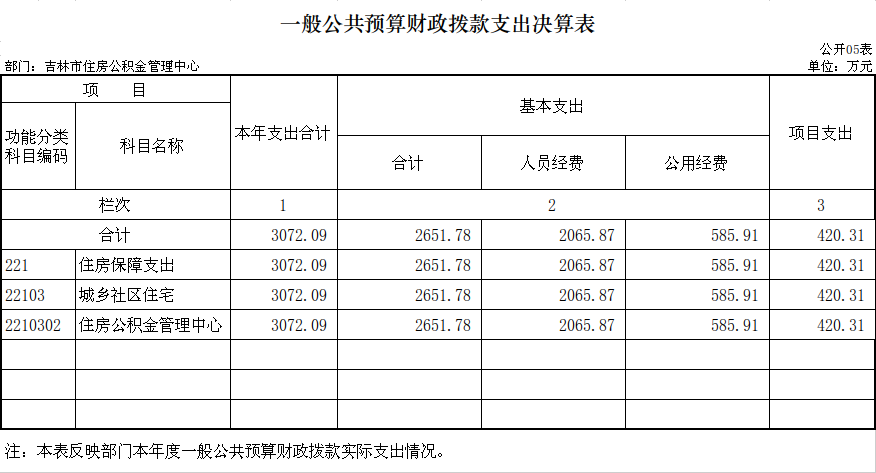 一般公共预算财政拨款支出决算表
公开05表
部门：吉林市住房公积金管理中心 单位：万元
项 目 本年支出合计 基本支出 项目支出
功能分类科目编码 科目名称 合计 人员经费 公用经费
栏次 1 2 3
合计 3072.09 2651.78 2065.87 585.91 420.31
221 住房保障支出 3072.09 2651.78 2065.87 585.91 420.31
22103 城乡社区住宅 3072.09 2651.78 2065.87 585.91 420.31
2210302 住房公积金管理中心 3072.09 2651.78 2065.87 585.91 420.31
注：本表反映部门本年度一般公共预算财政拨款实际支出情况。